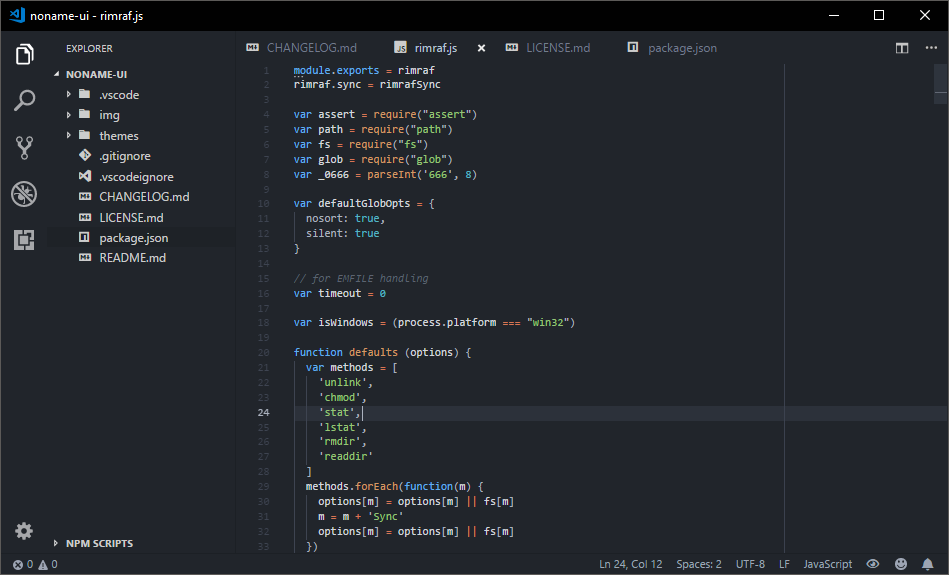 noname-ui - rimraf.js
EXPLORER
NONAME-UI
.vscode
img
themes
.gitignore
.vscodeignore
CHANGELOG.md
LICENSE.md
package.json
README.md
NPM SCRIPTS
CHANGELOG.md rimraf.js LICENSE.md package.json
1 module.exports = rimraf
2 rimraf.sync = rimrafSync
3
4 var assert = require("assert")
5 var path = require("path")
6 var fs = require("fs")
7 var glob = require("glob")
8 var _0666 = parseInt('666', 8)
9
10 var defaultGlobOpts = {
11 nosort: true,
12 silent: true
13 }
14
15 // for EMFILE handling
16 var timeout = 0
17
18 var isWindows = (process.platform === "win32")
19
20 function defaults (options) {
21 var methods = [
22 'unlink',
23 'chmod',
24 'stat',
25 'lstat',
26 'rmdir',
27 'readdir'
28 ]
29 methods.forEach(function(m) {
30 options[m] = options[m] || fs[m]
31 m = m + 'Sync'
32 options[m] = options[m] || fs[m]
33 })
0 0 Ln 24, Col 12 Spaces: 2 UTF-8 LF JavaScript